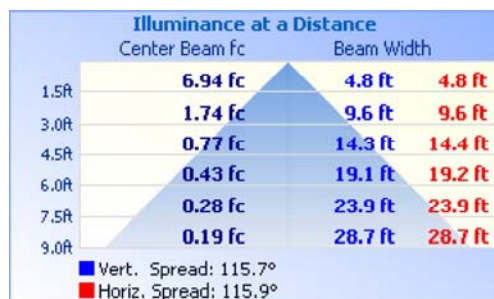 Illuminance at a Distance
Center Beam fc Beam Width
1.5ft 6.94 fc 4.8 ft 4.8 ft
3.0ft 1.74 fc 9.6 ft 9.6 ft
4.5ft 0.77 fc 14.3 ft 14.4 ft
6.0ft 0.43 fc 19.1 ft 19.2 ft
7.5ft 0.28 fc 23.9 ft 23.9 ft
9.0ft 0.19 fc 28.7 ft 28.7 ft
Vert. Spread: 115.7°
Horiz. Spread: 115.9°